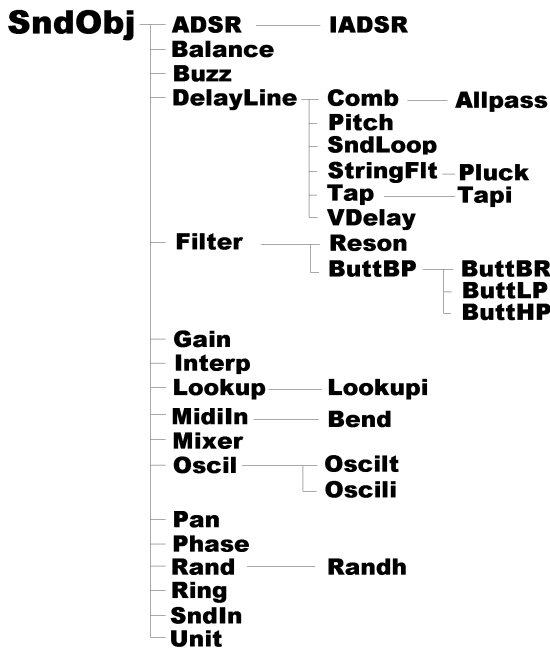 SndObj ADSR IADSR
Balance
Buzz
DelayLine Comb Allpass
Pitch
SndLoop
StringFlt Pluck
Tap Tapi
VDelay
Filter Reson
ButtBP ButtBR
ButtLP
ButtHP
Gain
Interp
Lookup Lookupi
MidiIn Bend
Mixer
Oscil Oscilt
Oscili
Pan
Phase
Rand Randh
Ring
SndIn
Unit